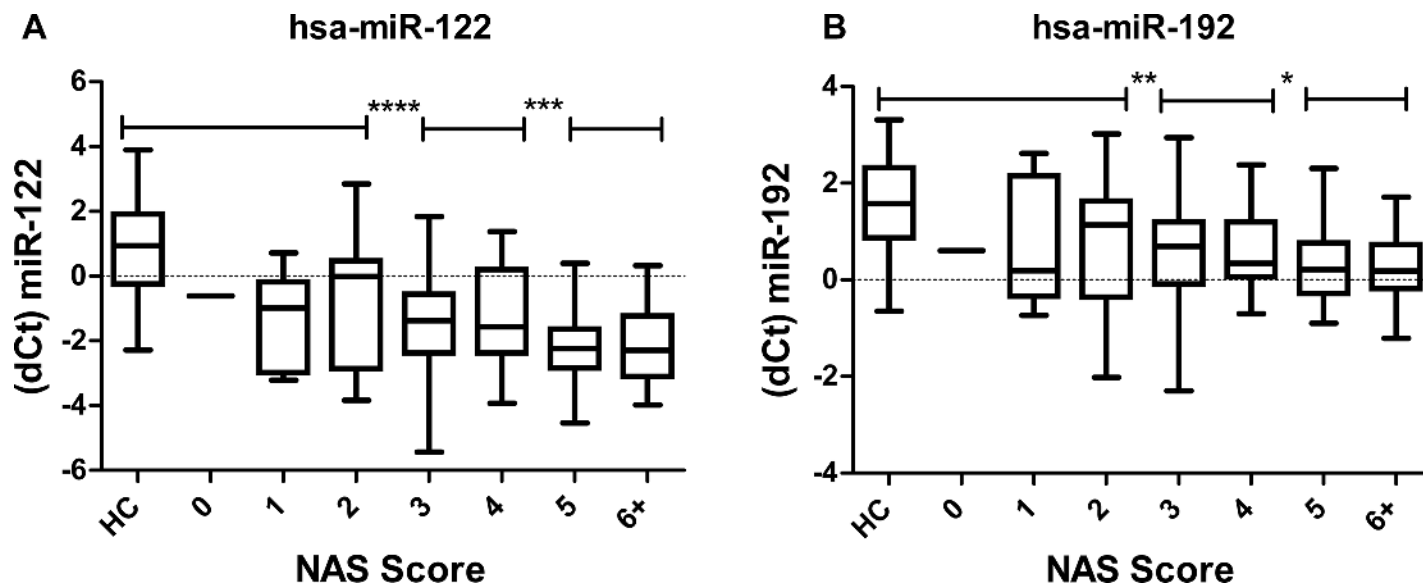 A
hsa-miR-122
(dCt) miR-122
6
4
2
0
-2
-4
-6
**** ***
HC 0 1 2 3 4 5 6+
NAS Score
B
hsa-miR-192
(dCt) miR-192
4
2
0
-2
-4
** *
HC 0 1 2 3 4 5 6+
NAS Score